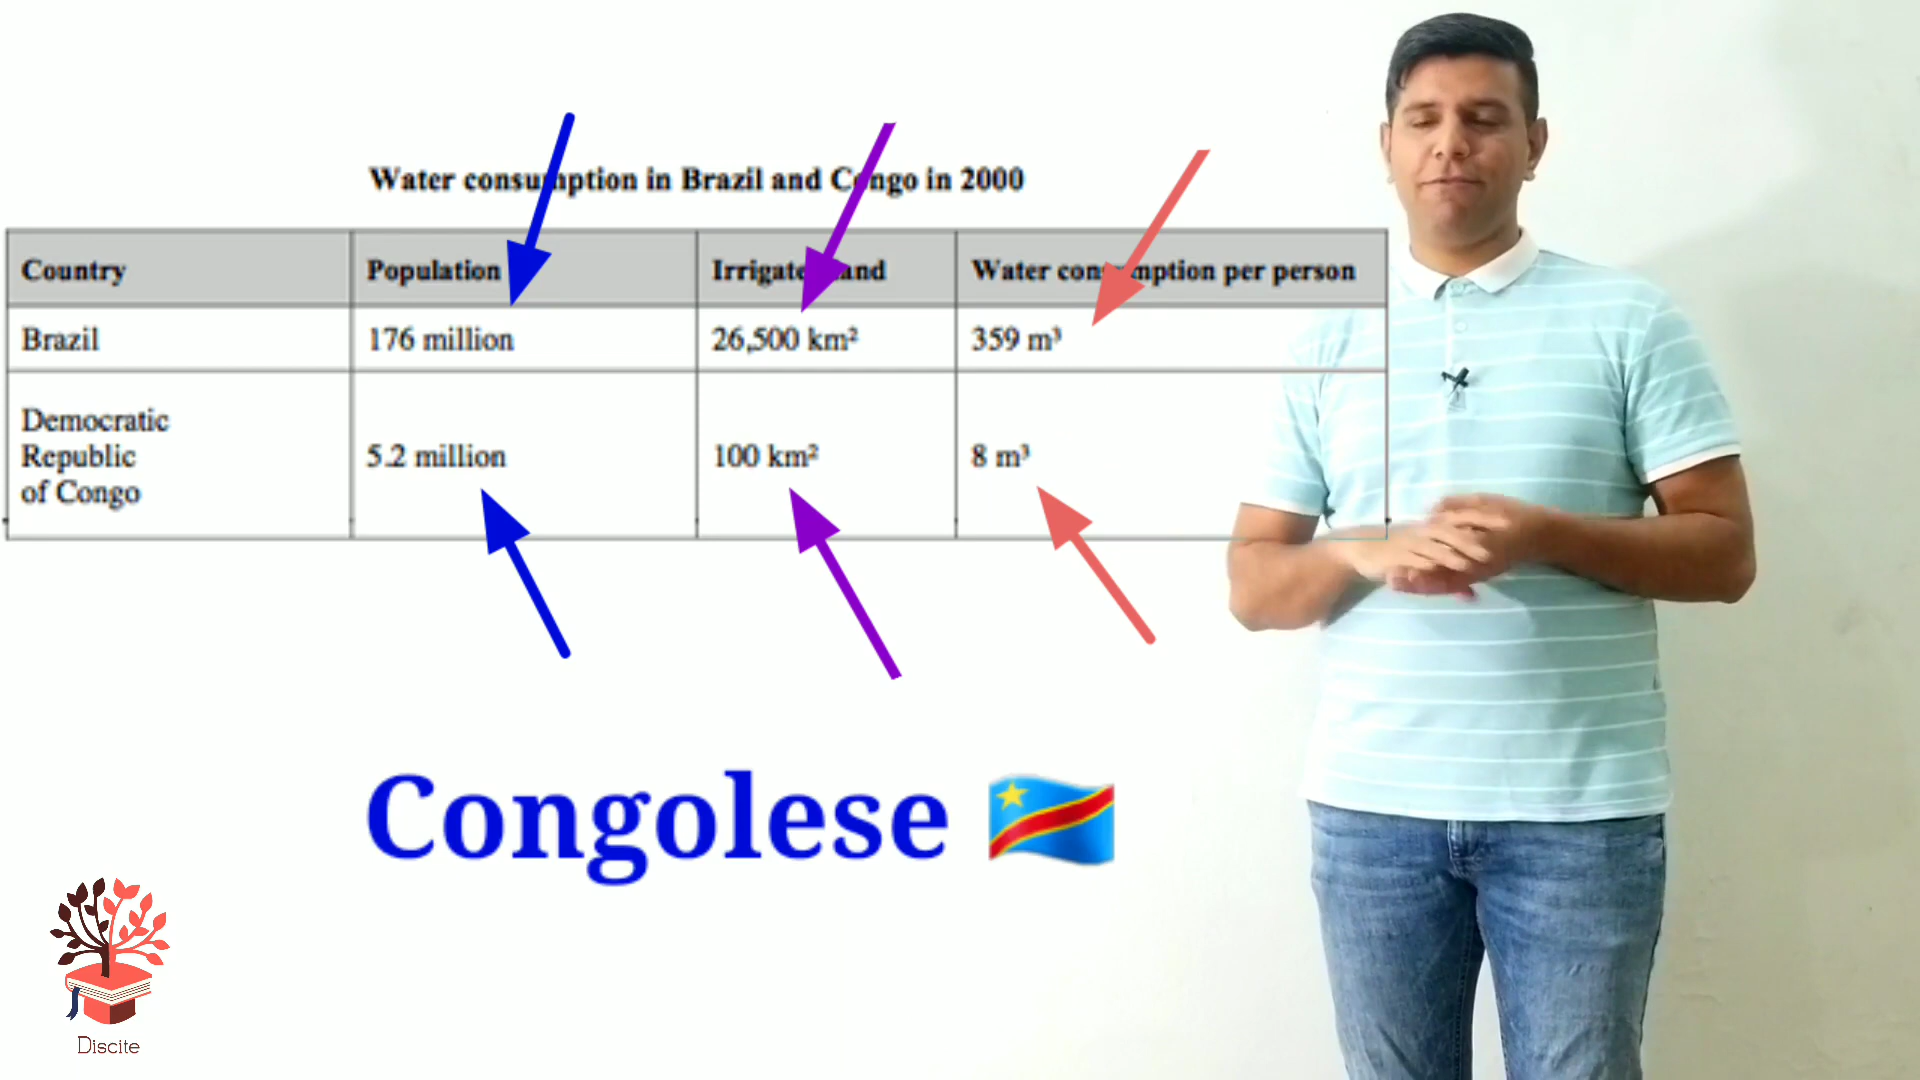 Water consumption in Brazil and Congo in 2000
Country Population Irrigated land Water consumption per person
Brazil 176 million 26,500 km² 359 m³
Democratic
Republic
of Congo
5.2 million 100 km² 8 m³
Congolese
Discite